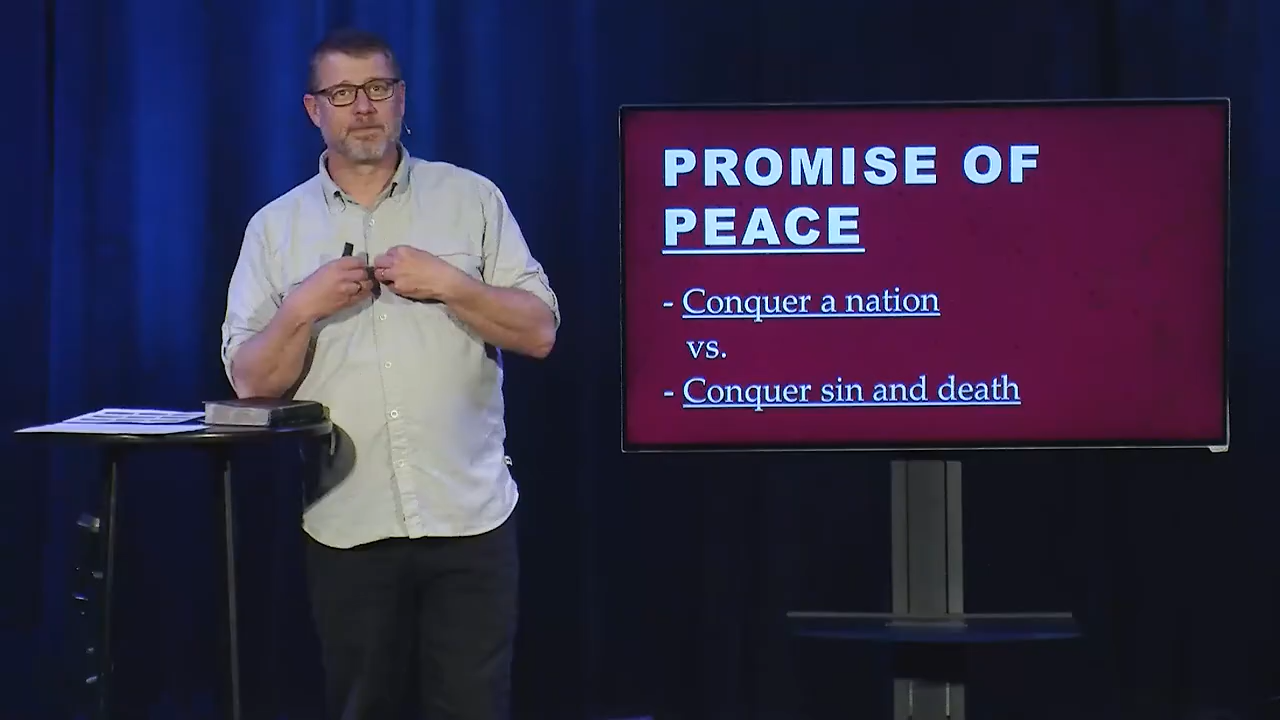 PROMISE OF
PEACE
- Conquer a nation
vs.
- Conquer sin and death